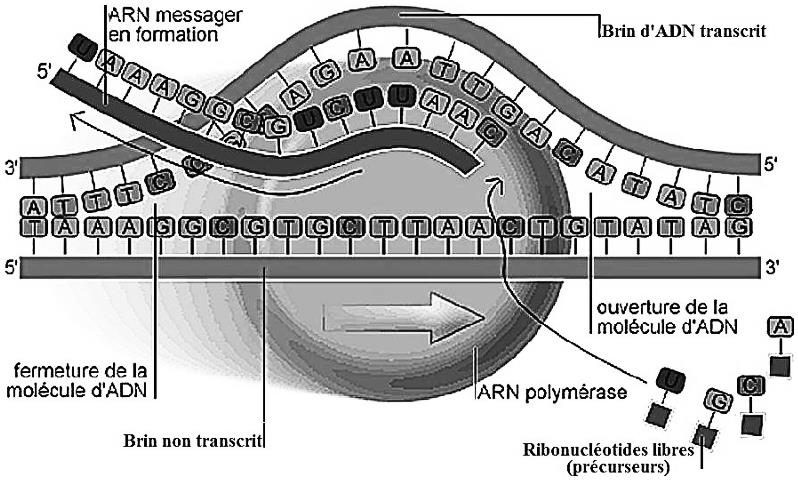 ARN messager
en formation
Brin d'ADN transcrit
5'
U A A A G G C G U C U U A A C
A G A A T T G A C A T A T C
3'
5'
A T T T C
T A A A G G C G T G C T T A A C T G T A T A G
5'
3'
ouverture de la
molécule d'ADN
A
fermeture de la
molécule d'ADN
ARN polymérase
U G C
Brin non transcrit
Ribonucléotides libres
(précurseurs)